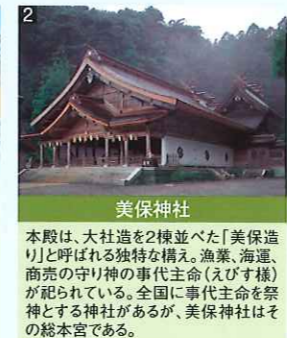 2
美保神社
本殿は、大社造を2棟並べた「美保造
り」と呼ばれる独特な構え。漁業、海運、
商売の守り神の事代主命(えびす様)
が祀られている。全国に事代主命を祭
神とする神社があるが、美保神社はそ
の総本宮である。